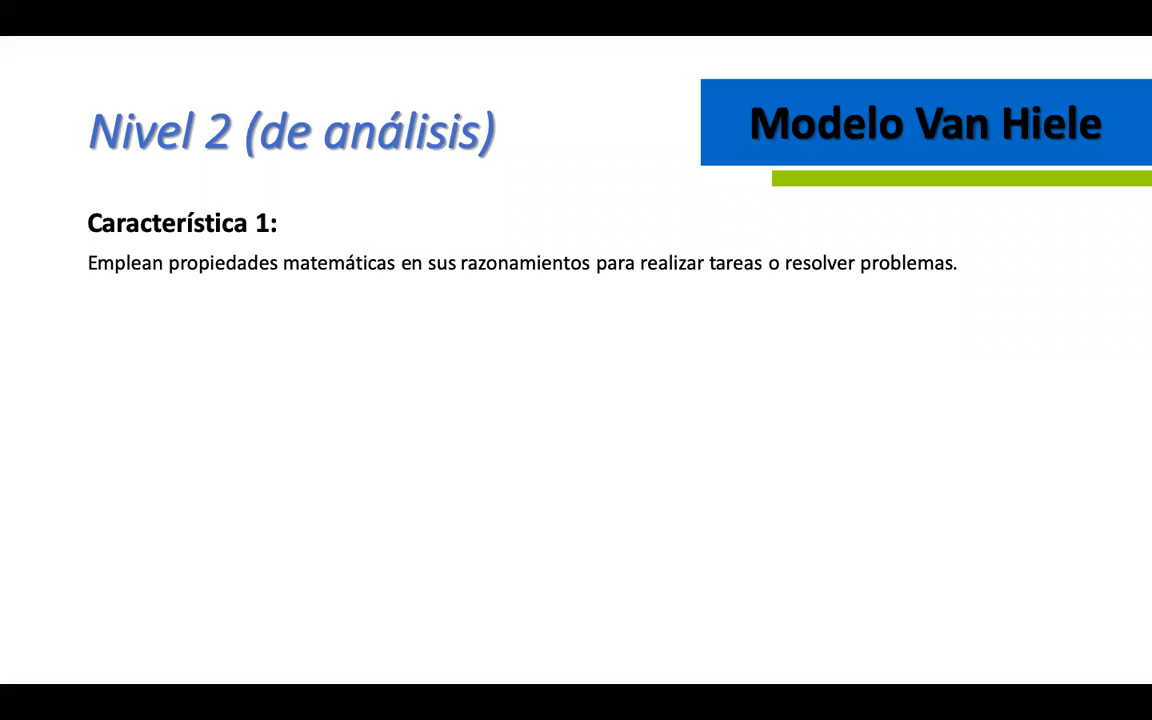 Nivel 2 (de análisis)
Modelo Van Hiele
Característica 1:
Emplean propiedades matemáticas en sus razonamientos para realizar tareas o resolver problemas.